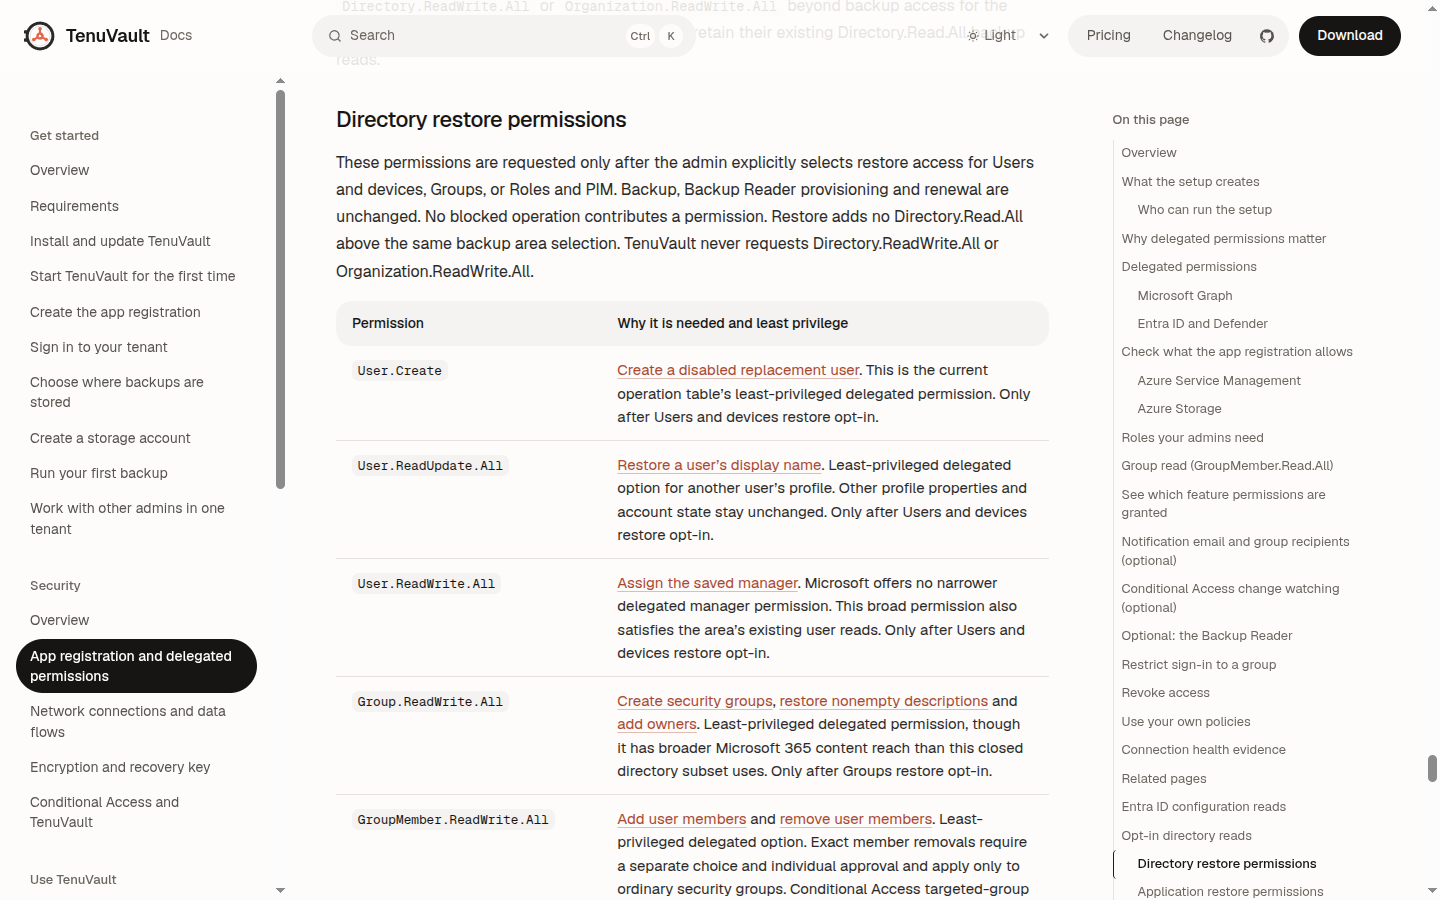 Directory.ReadWrite.All or Organization.ReadWrite.All beyond backup access for the
TenuVault Docs
Search
Ctrl K
retain their existing Directory.Read.All backup
Light
Pricing
Changelog
Download
reads.
Get started
Overview
Requirements
Install and update TenuVault
Start TenuVault for the first time
Create the app registration
Sign in to your tenant
Choose where backups are
stored
Create a storage account
Run your first backup
Work with other admins in one
tenant
Security
Overview
App registration and delegated
permissions
Network connections and data
flows
Encryption and recovery key
Conditional Access and
TenuVault
Use TenuVault
Directory restore permissions
These permissions are requested only after the admin explicitly selects restore access for Users
and devices, Groups, or Roles and PIM. Backup, Backup Reader provisioning and renewal are
unchanged. No blocked operation contributes a permission. Restore adds no Directory.Read.All
above the same backup area selection. TenuVault never requests Directory.ReadWrite.All or
Organization.ReadWrite.All.
Permission
Why it is needed and least privilege
User.Create
Create a disabled replacement user. This is the current
operation table’s least-privileged delegated permission. Only
after Users and devices restore opt-in.
User.ReadUpdate.All
Restore a user’s display name. Least-privileged delegated
option for another user’s profile. Other profile properties and
account state stay unchanged. Only after Users and devices
restore opt-in.
User.ReadWrite.All
Assign the saved manager. Microsoft offers no narrower
delegated manager permission. This broad permission also
satisfies the area’s existing user reads. Only after Users and
devices restore opt-in.
Group.ReadWrite.All
Create security groups, restore nonempty descriptions and
add owners. Least-privileged delegated permission, though
it has broader Microsoft 365 content reach than this closed
directory subset uses. Only after Groups restore opt-in.
GroupMember.ReadWrite.All
Add user members and remove user members. Least-
privileged delegated option. Exact member removals require
a separate choice and individual approval and apply only to
ordinary security groups. Conditional Access targeted-group
On this page
Overview
What the setup creates
Who can run the setup
Why delegated permissions matter
Delegated permissions
Microsoft Graph
Entra ID and Defender
Check what the app registration allows
Azure Service Management
Azure Storage
Roles your admins need
Group read (GroupMember.Read.All)
See which feature permissions are
granted
Notification email and group recipients
(optional)
Conditional Access change watching
(optional)
Optional: the Backup Reader
Restrict sign-in to a group
Revoke access
Use your own policies
Connection health evidence
Related pages
Entra ID configuration reads
Opt-in directory reads
Directory restore permissions
Application restore permissions